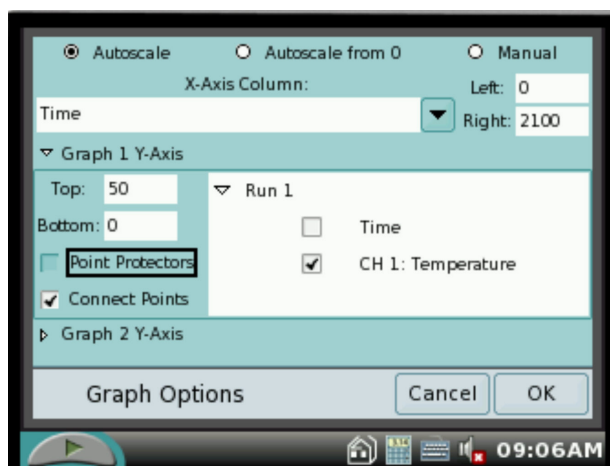 Autoscale Autoscale from 0 Manual
X-Axis Column: Left: 0
Time Right: 2100
Graph 1 Y-Axis
Top: 50 Run 1
Bottom: 0 Time
Point Protectors CH 1: Temperature
Connect Points
Graph 2 Y-Axis
Graph Options Cancel OK
09:06AM